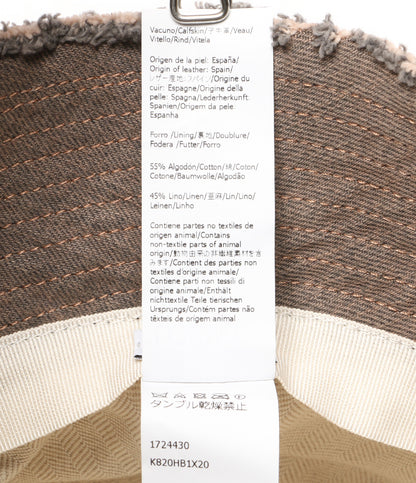 Vacuno/Calfskin/子牛革/Veau/
Vitello/Rind/Vitela
Origen de la piel: España/
Origin of leather: Spain/
レザー産地:スペイン/Origine du
cuir: Espagne/Origine della
pelle: Spagna/Lederherkunft:
Spanien/Origem do couro:
Espanha
Forro /Lining/裏地/Doublure/
Fodera /Futter/Forro
55% Algodon/Cotton/綿/Coton/
Cotone/Baumwolle/Algodão
45% Lino/Linen/亜麻/Lin/Lino/
Leinen/Linho
Contiene partes no textiles de
origen animal/Contains
non-textile parts of animal
origin/動物由来の非繊維素材を含
みます/Contient des parties non
textiles d'origine animale/
Contiene parti non tessili di
origine animale/Enthält
nichttextile Teile tierischen
Ursprungs/Contém partes não
têxteis de origem animal
タンブル乾燥禁止
1724430
K820HB1X20